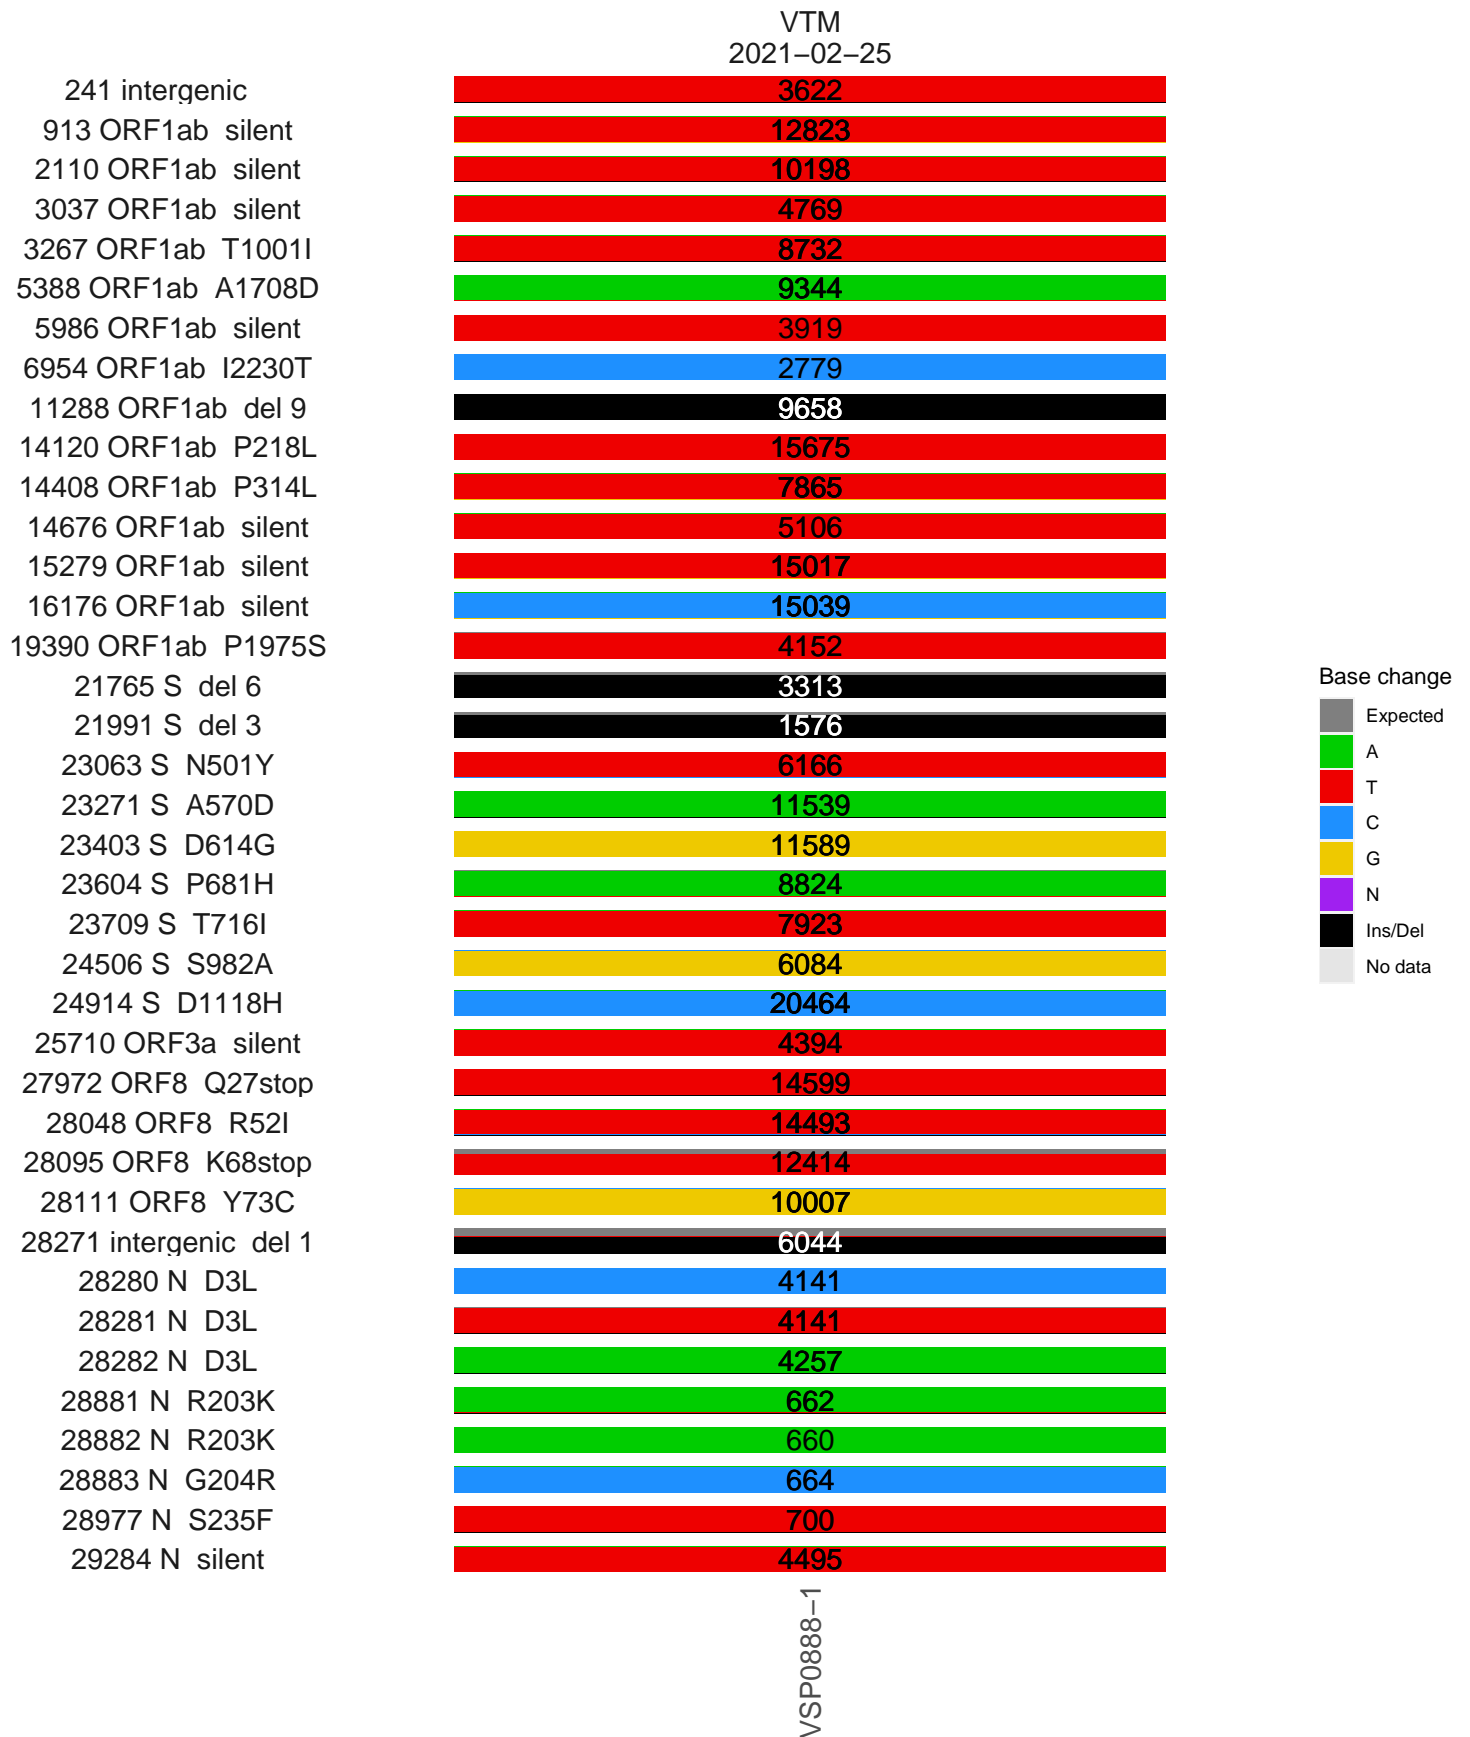 VTM
2021−02−25
241 intergenic 3622
913 ORF1ab silent 12823
2110 ORF1ab silent 10198
3037 ORF1ab silent 4769
3267 ORF1ab T1001I 8732
5388 ORF1ab A1708D 9344
5986 ORF1ab silent 3919
6954 ORF1ab I2230T 2779
11288 ORF1ab del 9 9658
14120 ORF1ab P218L 15675
14408 ORF1ab P314L 7865
14676 ORF1ab silent 5106
15279 ORF1ab silent 15017
16176 ORF1ab silent 15039
19390 ORF1ab P1975S 4152
21765 S del 6 3313
21991 S del 3 1576
23063 S N501Y 6166
23271 S A570D 11539
23403 S D614G 11589
23604 S P681H 8824
23709 S T716I 7923
24506 S S982A 6084
24914 S D1118H 20464
25710 ORF3a silent 4394
27972 ORF8 Q27stop 14599
28048 ORF8 R52I 14493
28095 ORF8 K68stop 12414
28111 ORF8 Y73C 10007
28271 intergenic del 1 6044
28280 N D3L 4141
28281 N D3L 4141
28282 N D3L 4257
28881 N R203K 662
28882 N R203K 660
28883 N G204R 664
28977 N S235F 700
29284 N silent 4495
VSP0888−1
Base change
Expected
A
T
C
G
N
Ins/Del
No data